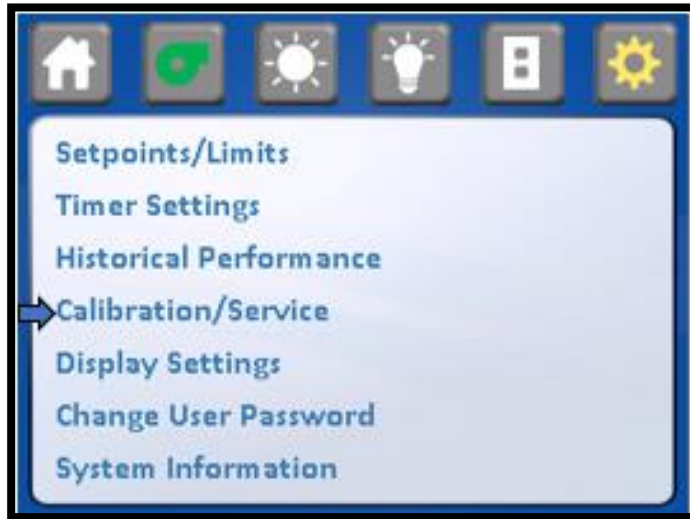 Setpoints/Limits
Timer Settings
Historical Performance
Calibration/Service
Display Settings
Change User Password
System Information